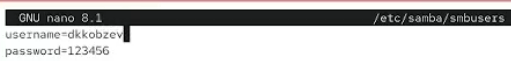 GNU nano 8.1 /etc/samba/smbusers
username=dkkobzev
password=123456